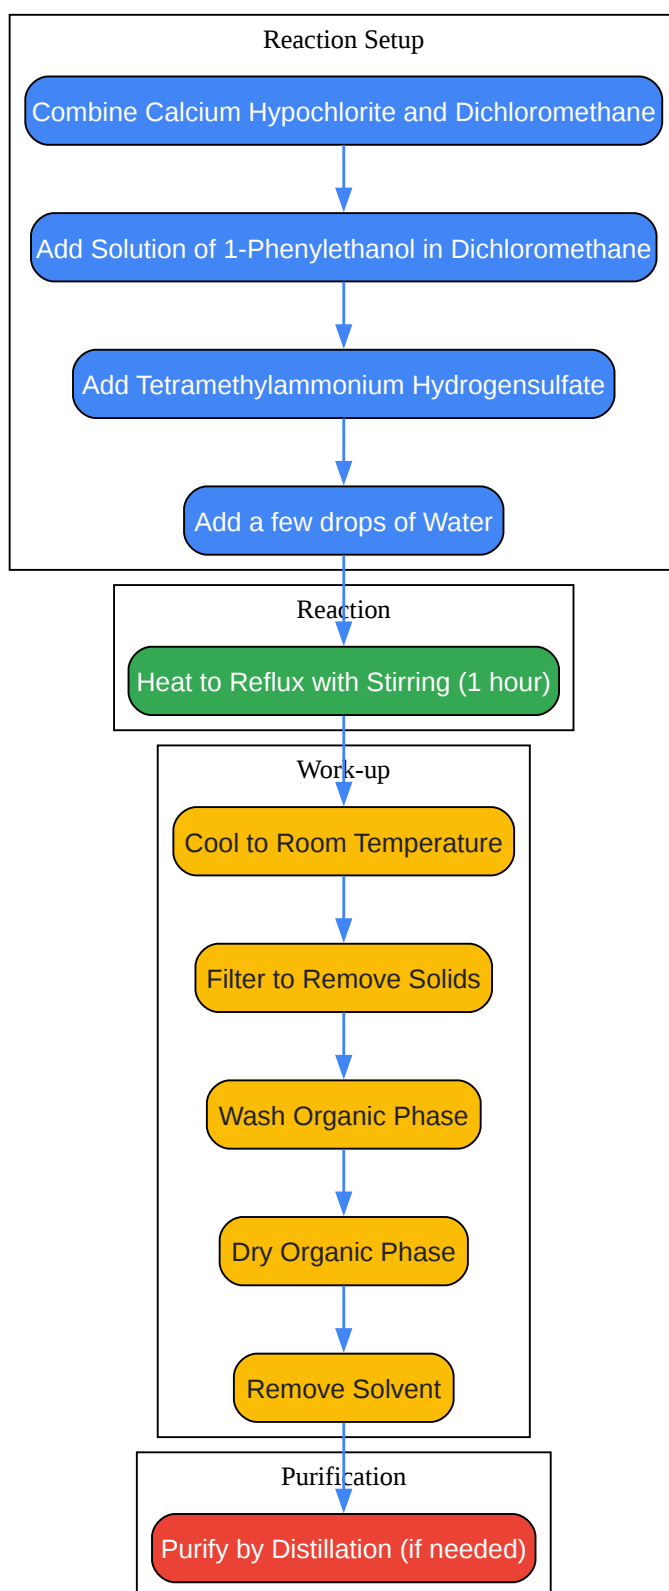 Reaction Setup
Combine Calcium Hypochlorite and Dichloromethane
Add Solution of 1-Phenylethanol in Dichloromethane
Add Tetramethylammonium Hydrogensulfate
Add a few drops of Water
Reaction
Heat to Reflux with Stirring (1 hour)
Work-up
Cool to Room Temperature
Filter to Remove Solids
Wash Organic Phase
Dry Organic Phase
Remove Solvent
Purification
Purify by Distillation (if needed)